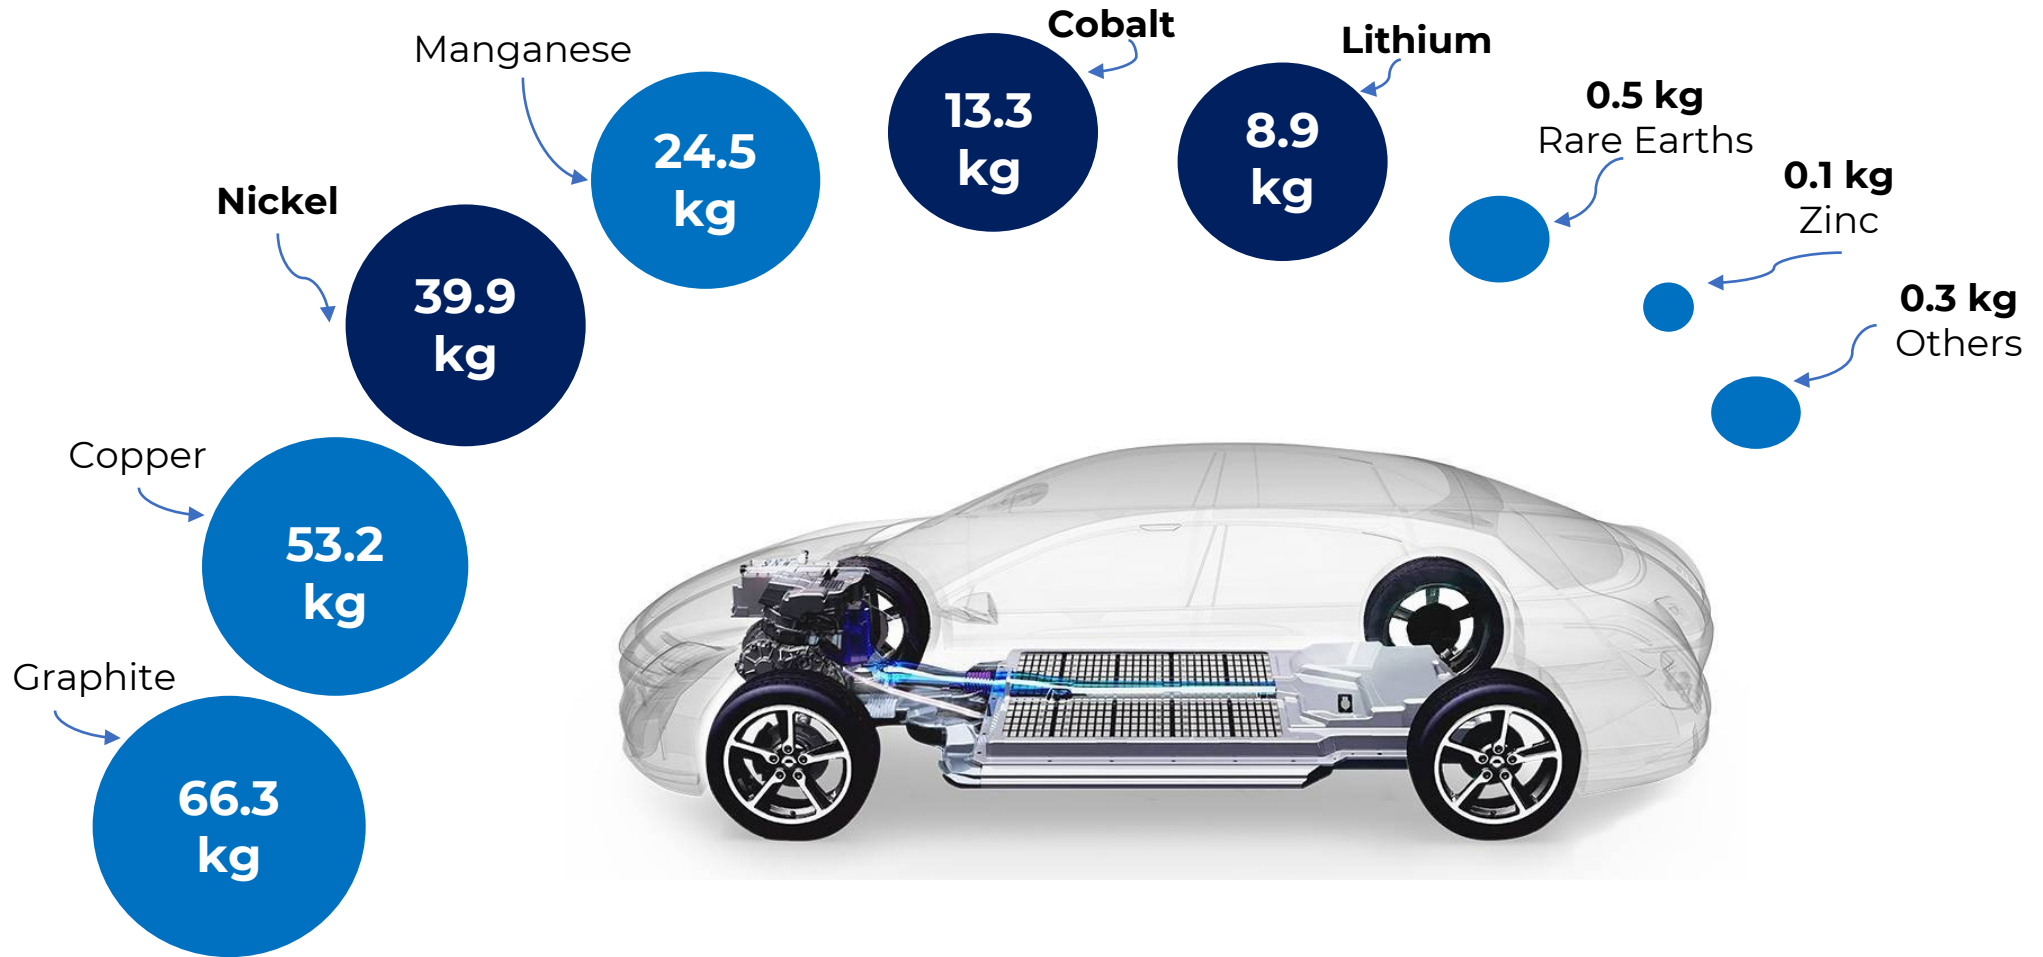 Graphite
66.3
kg
Copper
53.2
kg
Nickel
39.9
kg
Manganese
24.5
kg
Cobalt
13.3
kg
Lithium
8.9
kg
0.5 kg
Rare Earths
0.1 kg
Zinc
0.3 kg
Others